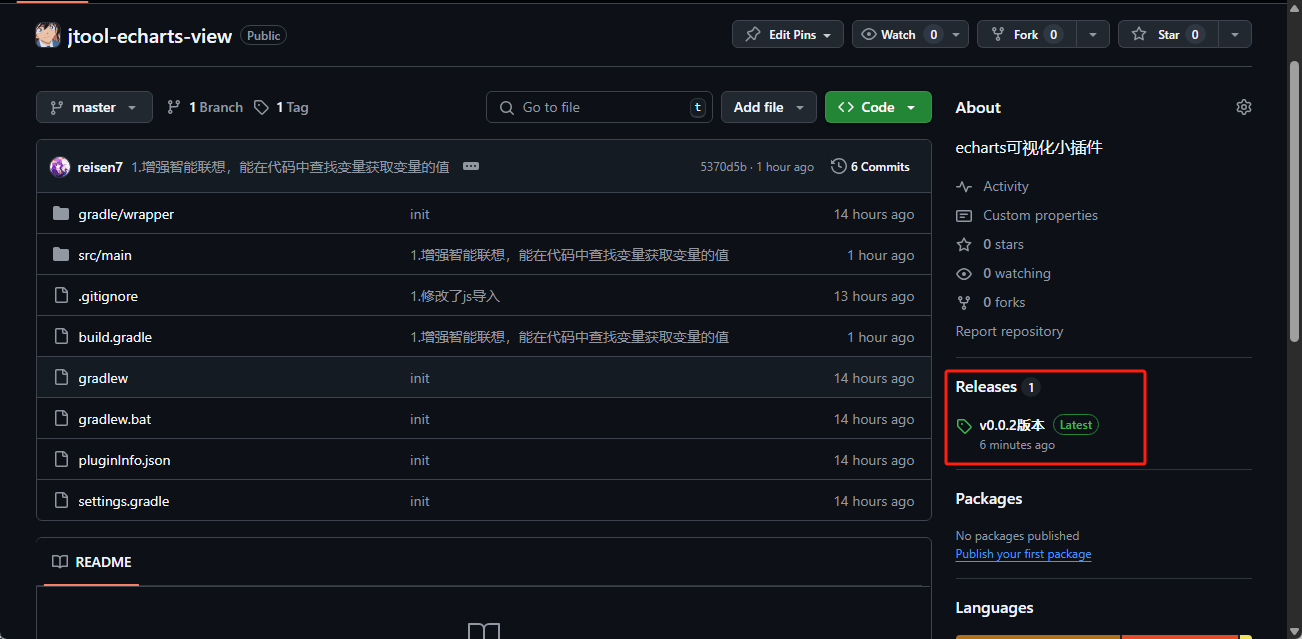 jtool-echarts-view Public
Edit Pins Watch 0 Fork 0 Star 0
master 1 Branch 1 Tag Go to file t Add file Code
reisen7 1.增强智能联想，能在代码中查找变量获取变量的值 5370d5b · 1 hour ago 6 Commits
gradle/wrapper init 14 hours ago
src/main 1.增强智能联想，能在代码中查找变量获取变量的值 1 hour ago
.gitignore 1.修改了js导入 13 hours ago
build.gradle 1.增强智能联想，能在代码中查找变量获取变量的值 1 hour ago
gradlew init 14 hours ago
gradlew.bat init 14 hours ago
pluginInfo.json init 14 hours ago
settings.gradle init 14 hours ago
README
About
echarts可视化小插件
Activity
Custom properties
0 stars
0 watching
0 forks
Report repository
Releases 1
v0.0.2版本 Latest
6 minutes ago
Packages
No packages published
Publish your first package
Languages